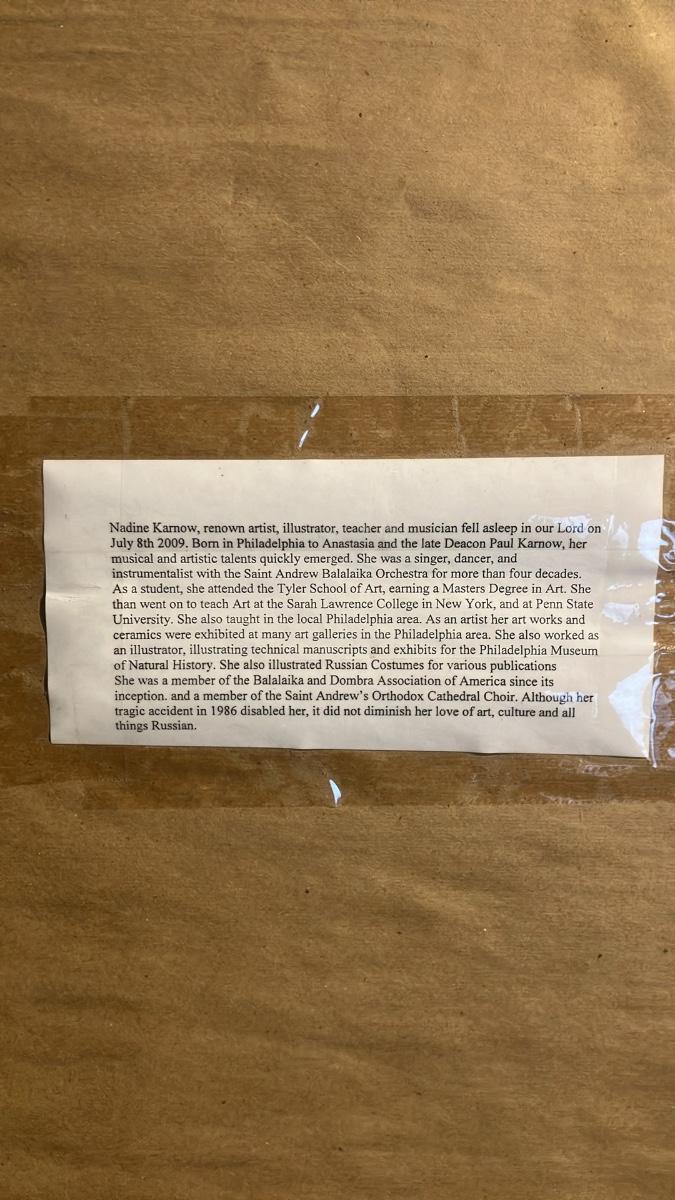 Nadine Karnow, renown artist, illustrator, teacher and musician fell asleep in our Lord on
July 8th 2009. Born in Philadelphia to Anastasia and the late Deacon Paul Karnow, her
musical and artistic talents quickly emerged. She was a singer, dancer, and
instrumentalist with the Saint Andrew Balalaika Orchestra for more than four decades.
As a student, she attended the Tyler School of Art, earning a Masters Degree in Art. She
than went on to teach Art at the Sarah Lawrence College in New York, and at Penn State
University. She also taught in the local Philadelphia area. As an artist her art works and
ceramics were exhibited at many art galleries in the Philadelphia area. She also worked as
an illustrator, illustrating technical manuscripts and exhibits for the Philadelphia Museum
of Natural History. She also illustrated Russian Costumes for various publications
She was a member of the Balalaika and Dombra Association of America since its
inception. and a member of the Saint Andrew's Orthodox Cathedral Choir. Although her
tragic accident in 1986 disabled her, it did not diminish her love of art, culture and all
things Russian.